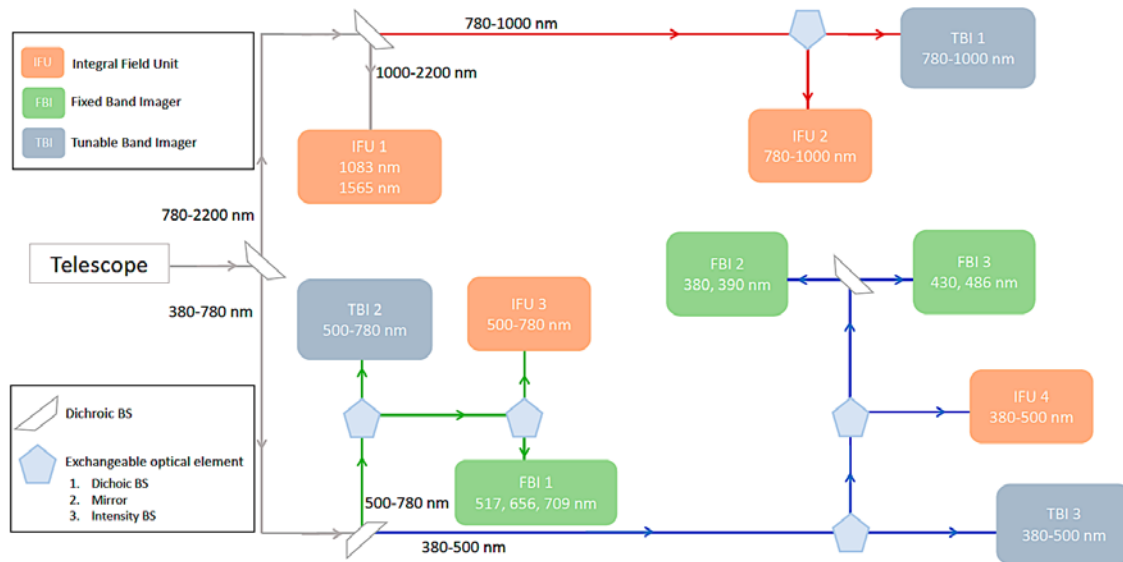 780-1000 nm
IFU Integral Field Unit
FBI Fixed Band Imager
TBI Tunable Band Imager
1000-2200 nm
TBI 1
780-1000 nm
IFU 1
1083 nm
1565 nm
IFU 2
780-1000 nm
780-2200 nm
Telescope
380-780 nm
FBI 2
380, 390 nm
FBI 3
430, 486 nm
TBI 2
500-780 nm
IFU 3
500-780 nm
IFU 4
380-500 nm
Dichroic BS
Exchangeable optical element
1. Dichoic BS
2. Mirror
3. Intensity BS
FBI 1
517, 656, 709 nm
500-780 nm
380-500 nm
TBI 3
380-500 nm